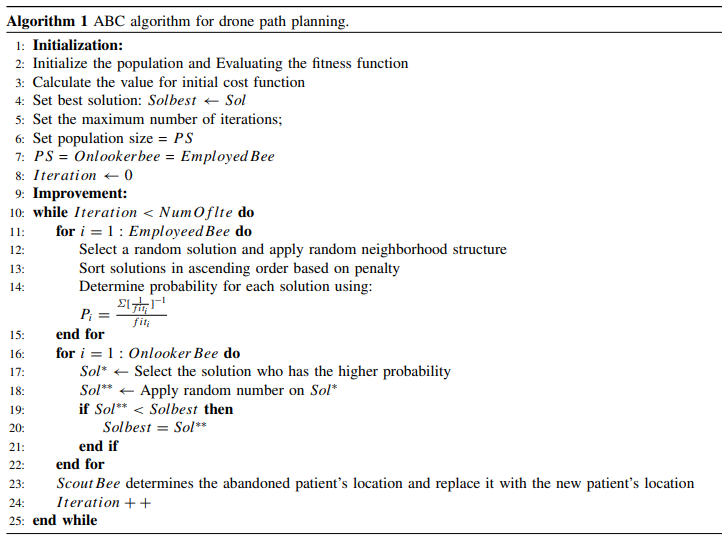 Algorithm 1 ABC algorithm for drone path planning.
1: Initialization:
2: Initialize the population and Evaluating the fitness function
3: Calculate the value for initial cost function
4: Set best solution: Solbest ← Sol
5: Set the maximum number of iterations;
6: Set population size = PS
7: PS = Onlookerbee = EmployedBee
8: Iteration ← 0
9: Improvement:
10: while Iteration < NumOfIte do
11: for i = 1 : EmployeedBee do
12: Select a random solution and apply random neighborhood structure
13: Sort solutions in ascending order based on penalty
14: Determine probability for each solution using:
P_i = \frac{Σ[\frac{1}{fit_i}]^{-1}}{fit_i}
15: end for
16: for i = 1 : OnlookerBee do
17: Sol* ← Select the solution who has the higher probability
18: Sol** ← Apply random number on Sol*
19: if Sol** < Solbest then
20: Solbest = Sol**
21: end if
22: end for
23: ScoutBee determines the abandoned patient's location and replace it with the new patient's location
24: Iteration + +
25: end while